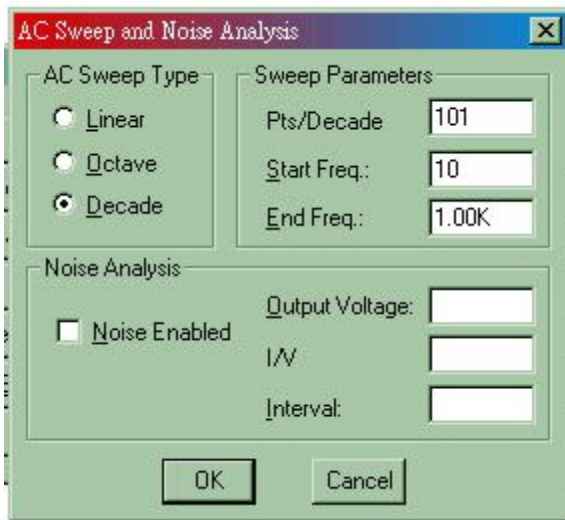 AC Sweep and Noise Analysis
AC Sweep Type
Linear
Octave
Decade
Sweep Parameters
Pts/Decade 101
Start Freq.: 10
End Freq.: 1.00K
Noise Analysis
Noise Enabled
Output Voltage:
I/V
Interval:
OK Cancel